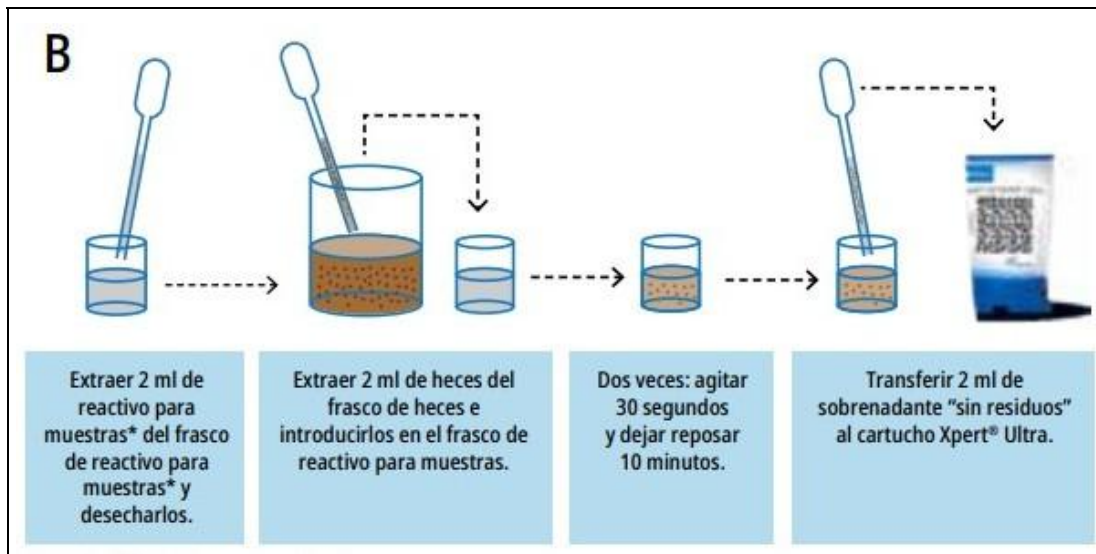 B
Extraer 2 ml de
reactivo para
muestras* del frasco
de reactivo para
muestras* y
desecharlos.
Extraer 2 ml de heces del
frasco de heces e
introducirlos en el frasco de
reactivo para muestras.
Dos veces: agitar
30 segundos
y dejar reposar
10 minutos.
Transferir 2 ml de
sobrenadante “sin residuos”
al cartucho Xpert® Ultra.